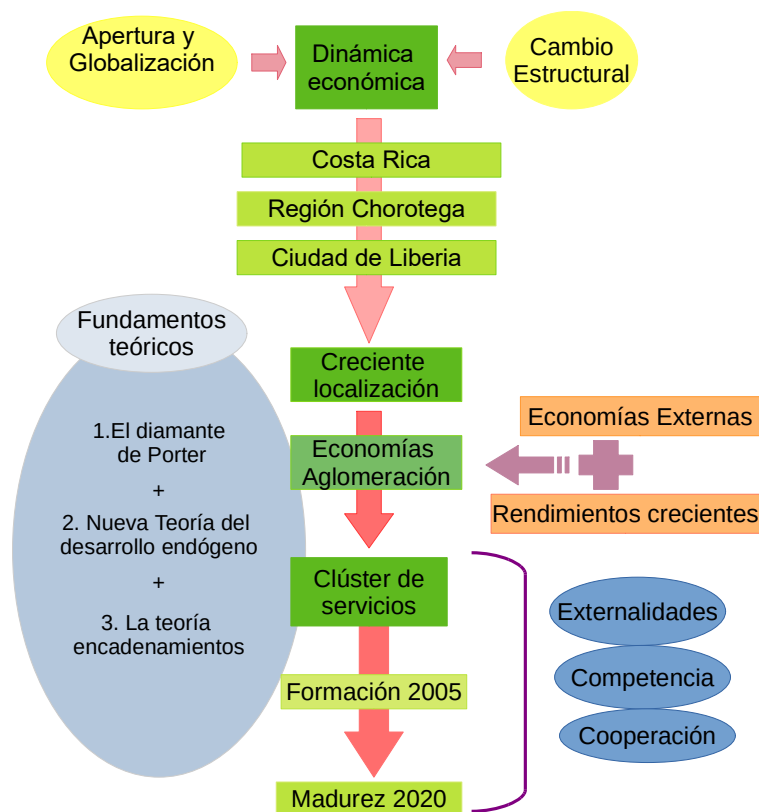 Apertura y
Globalización
Dinámica
económica
Cambio
Estructural
Costa Rica
Región Chorotega
Ciudad de Liberia
Fundamentos
teóricos
1.El diamante
de Porter
+
2. Nueva Teoría del
desarrollo endógeno
+
3. La teoría
encadenamientos
Creciente
localización
Economías
Aglomeración
Economías Externas
Rendimientos crecientes
Clúster de
servicios
Formación 2005
Madurez 2020
Externalidades
Competencia
Cooperación